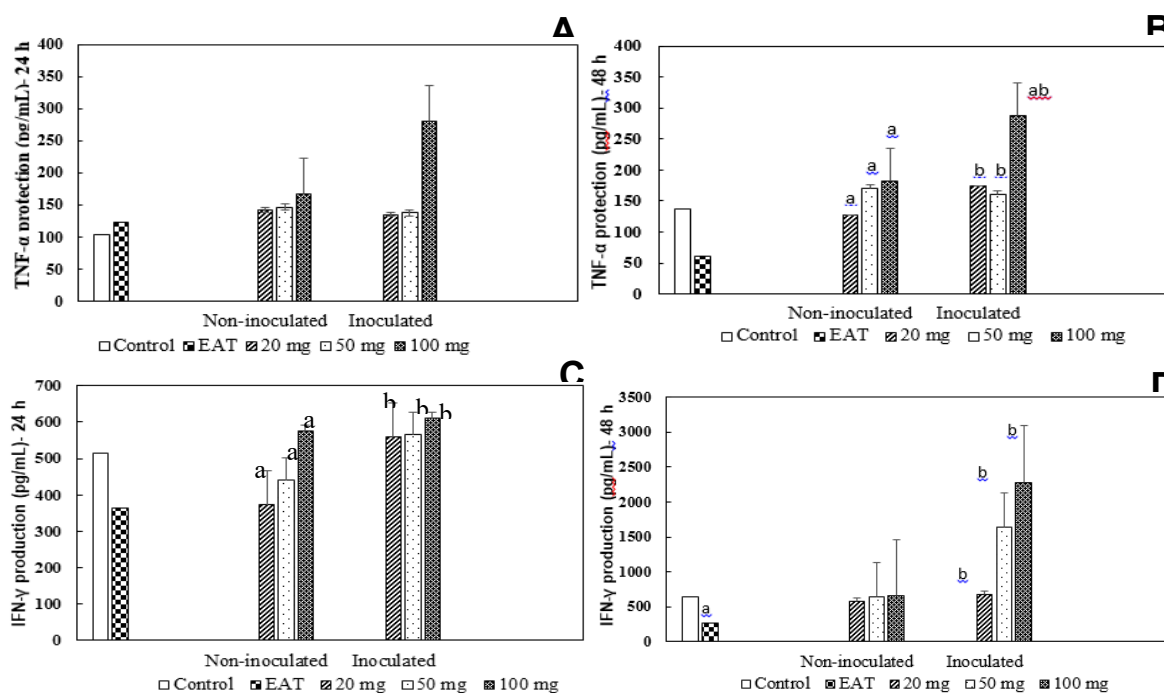 A
TNF-α protection (pg/mL)- 24 h
400
350
300
250
200
150
100
50
0
Non-inoculated Inoculated
Control EAT 20 mg 50 mg 100 mg
B
TNF-α protection (pg/mL)- 48 h
400
350
300
250
200
150
100
50
0
a a a
b b ab
Non-inoculated Inoculated
Control EAT 20 mg 50 mg 100 mg
C
IFN-γ production (pg/mL)- 24 h
700
600
500
400
300
200
100
0
a a a
b b b
Non-inoculated Inoculated
Control EAT 20 mg 50 mg 100 mg
IFN-γ production (pg/mL)- 48 h
3500
3000
2500
2000
1500
1000
500
0
a
b b b
Non-inoculated Inoculated
Control EAT 20 mg 50 mg 100 mg